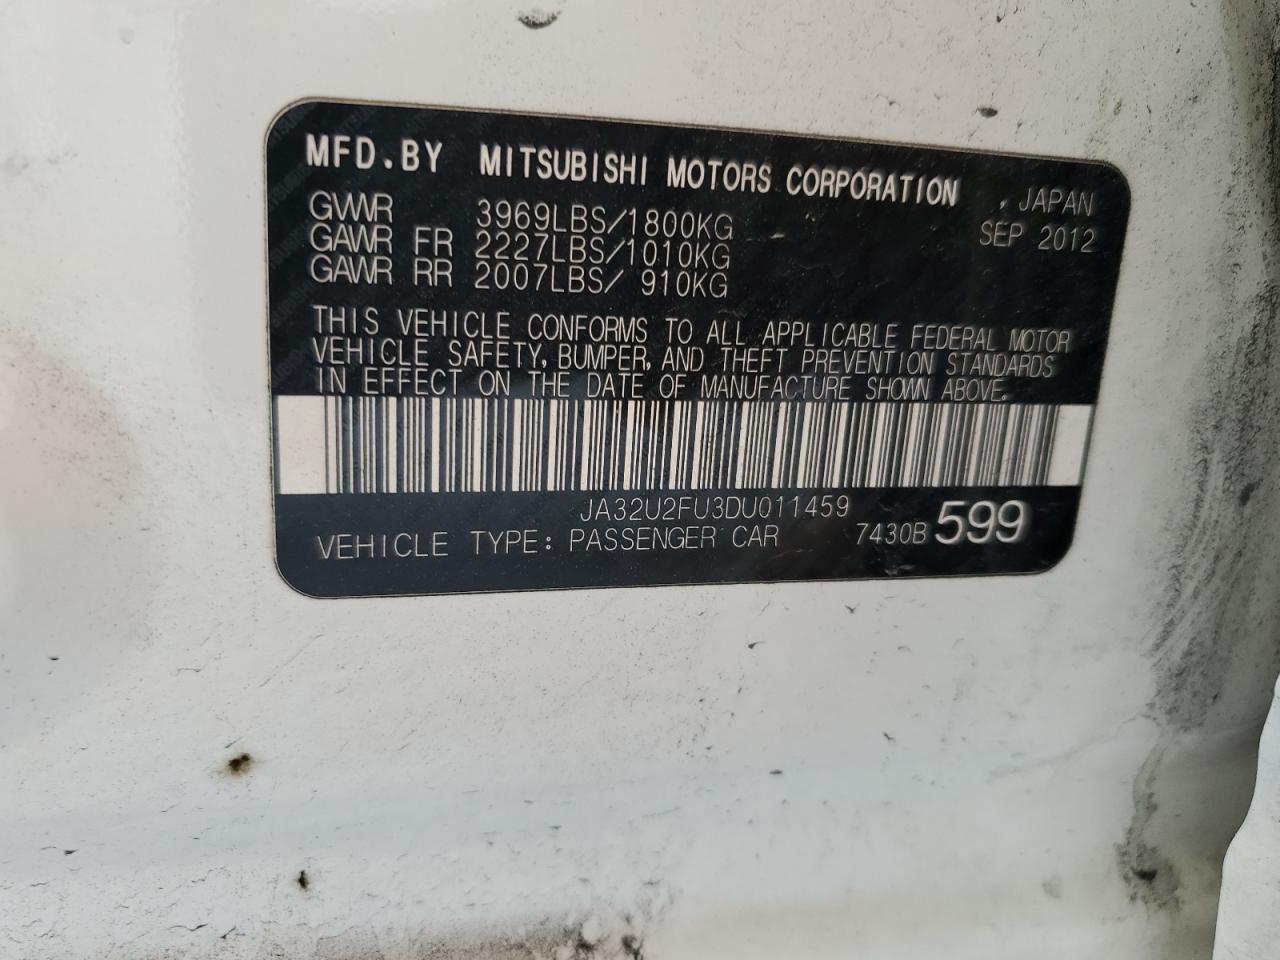 MFD.BY MITSUBISHI MOTORS CORPORATION , JAPAN
GVWR 3969LBS/1800KG SEP 2012
GAWR FR 2227LBS/1010KG
GAWR RR 2007LBS/ 910KG
THIS VEHICLE CONFORMS TO ALL APPLICABLE FEDERAL MOTOR
VEHICLE SAFETY, BUMPER, AND THEFT PREVENTION STANDARDS
IN EFFECT ON THE DATE OF MANUFACTURE SHOWN ABOVE.
JA32U2FU3DU011459
VEHICLE TYPE: PASSENGER CAR 7430B 599